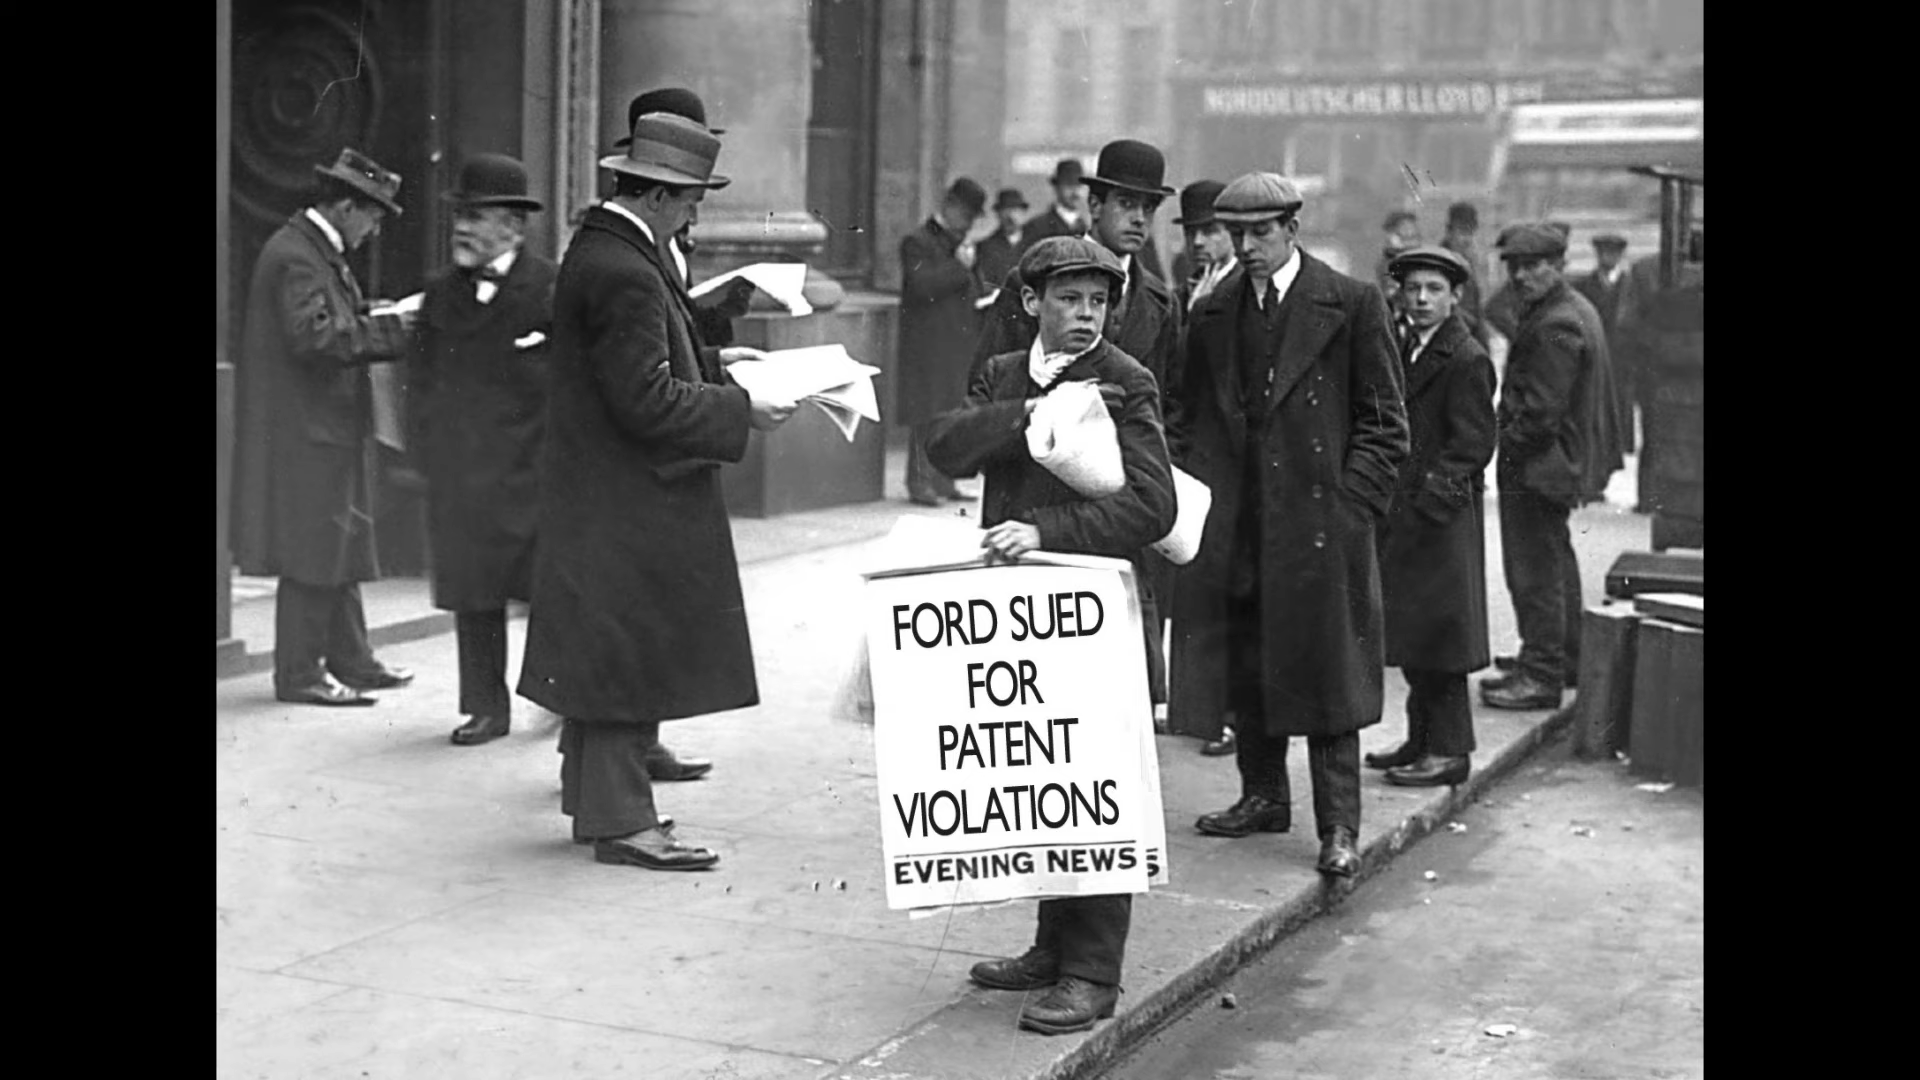 NORDDEUTSCHER LLOYD
FORD SUED
FOR
PATENT
VIOLATIONS
EVENING NEWS
S